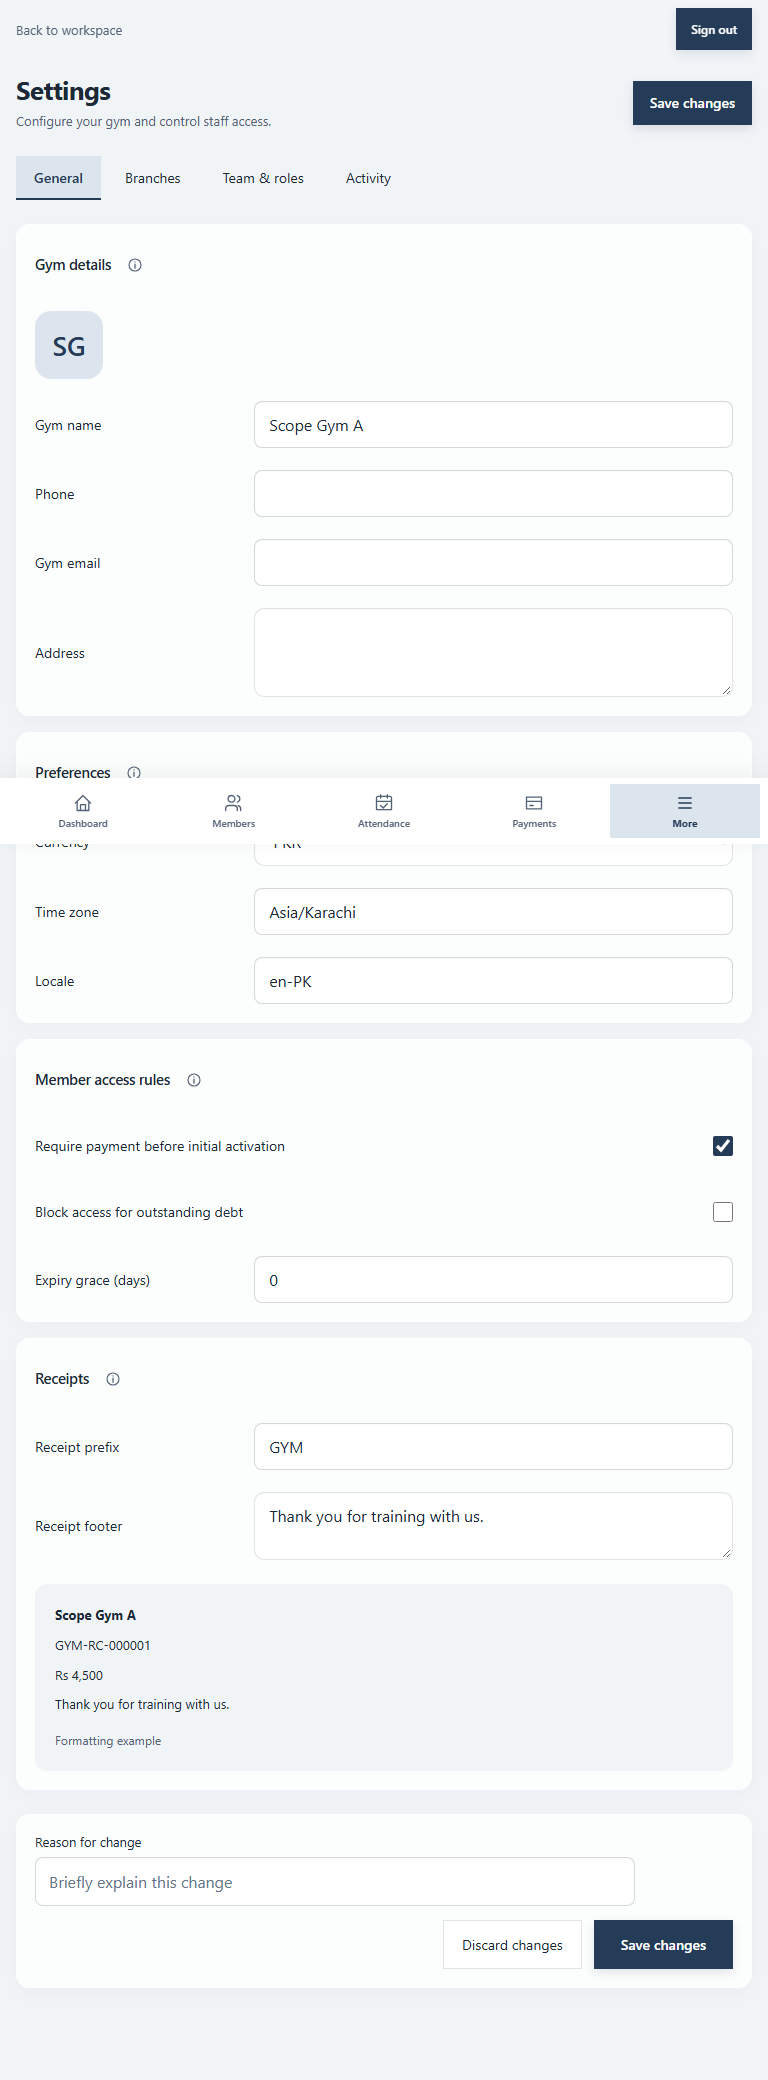 Back to workspace
Sign out
Settings
Configure your gym and control staff access.
Save changes
General
Branches
Team & roles
Activity
Gym details
SG
Gym name
Scope Gym A
Phone
Gym email
Address
Preferences
Dashboard
Members
Attendance
Payments
More
Currency
PKR
Time zone
Asia/Karachi
Locale
en-PK
Member access rules
Require payment before initial activation
Block access for outstanding debt
Expiry grace (days)
0
Receipts
Receipt prefix
GYM
Receipt footer
Thank you for training with us.
Scope Gym A
GYM-RC-000001
Rs 4,500
Thank you for training with us.
Formatting example
Reason for change
Briefly explain this change
Discard changes
Save changes